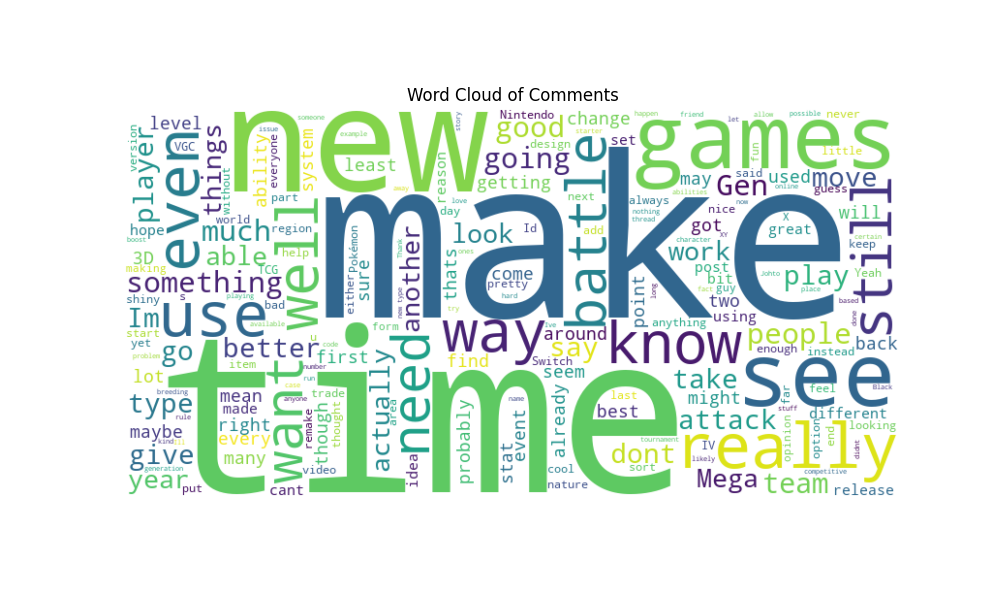 Word Cloud of Comments
new
make
time
games
see
use
even
well
want
need
way
know
battle
still
really
something
much
able
player
things
level
VGC
version
ability
system
everyone
issue
someone
example
least
reason
story
Nintendo
good
design
change
starter
going
getting
set
happen
friend
let
allow
possible
never
little
fun
may
said
Gen
used
move
online
guess
abilities
now
nice
always
nothing
thread
next
love
day
away
without
part
world
region
hope
boost
3D
making
TCG
help
shiny
s
playing
bad
Im
start
available
yet
go
problem
better
first
u
code
number
item
lot
breeding
type
rule
mean
made
run
case
anyone
trade
right
maybe
kind
every
give
many
generation
year
put
cant
remake
though
thought
video
either
Pokémon
sure
form
another
new type
Thank
look
thats
ones
try
Id
come
pretty
hard
add
Ive
around
say
Switch
find
seem
actually
area
idea
probably
stat
event
name
already
cool
nature
best
last
dont
sort
tournament
point
long
anything
work
got
XY
post
bit
guy
fact
two
using
character
X
great
will
keep
Yeah
certain
Johto
play
place
based
done
people
back
enough
instead
take
might
attack
far
feel
Black
stuff
different
looking
option
opinion
end
didnt
IV
likely
Mega
competitive
team
release